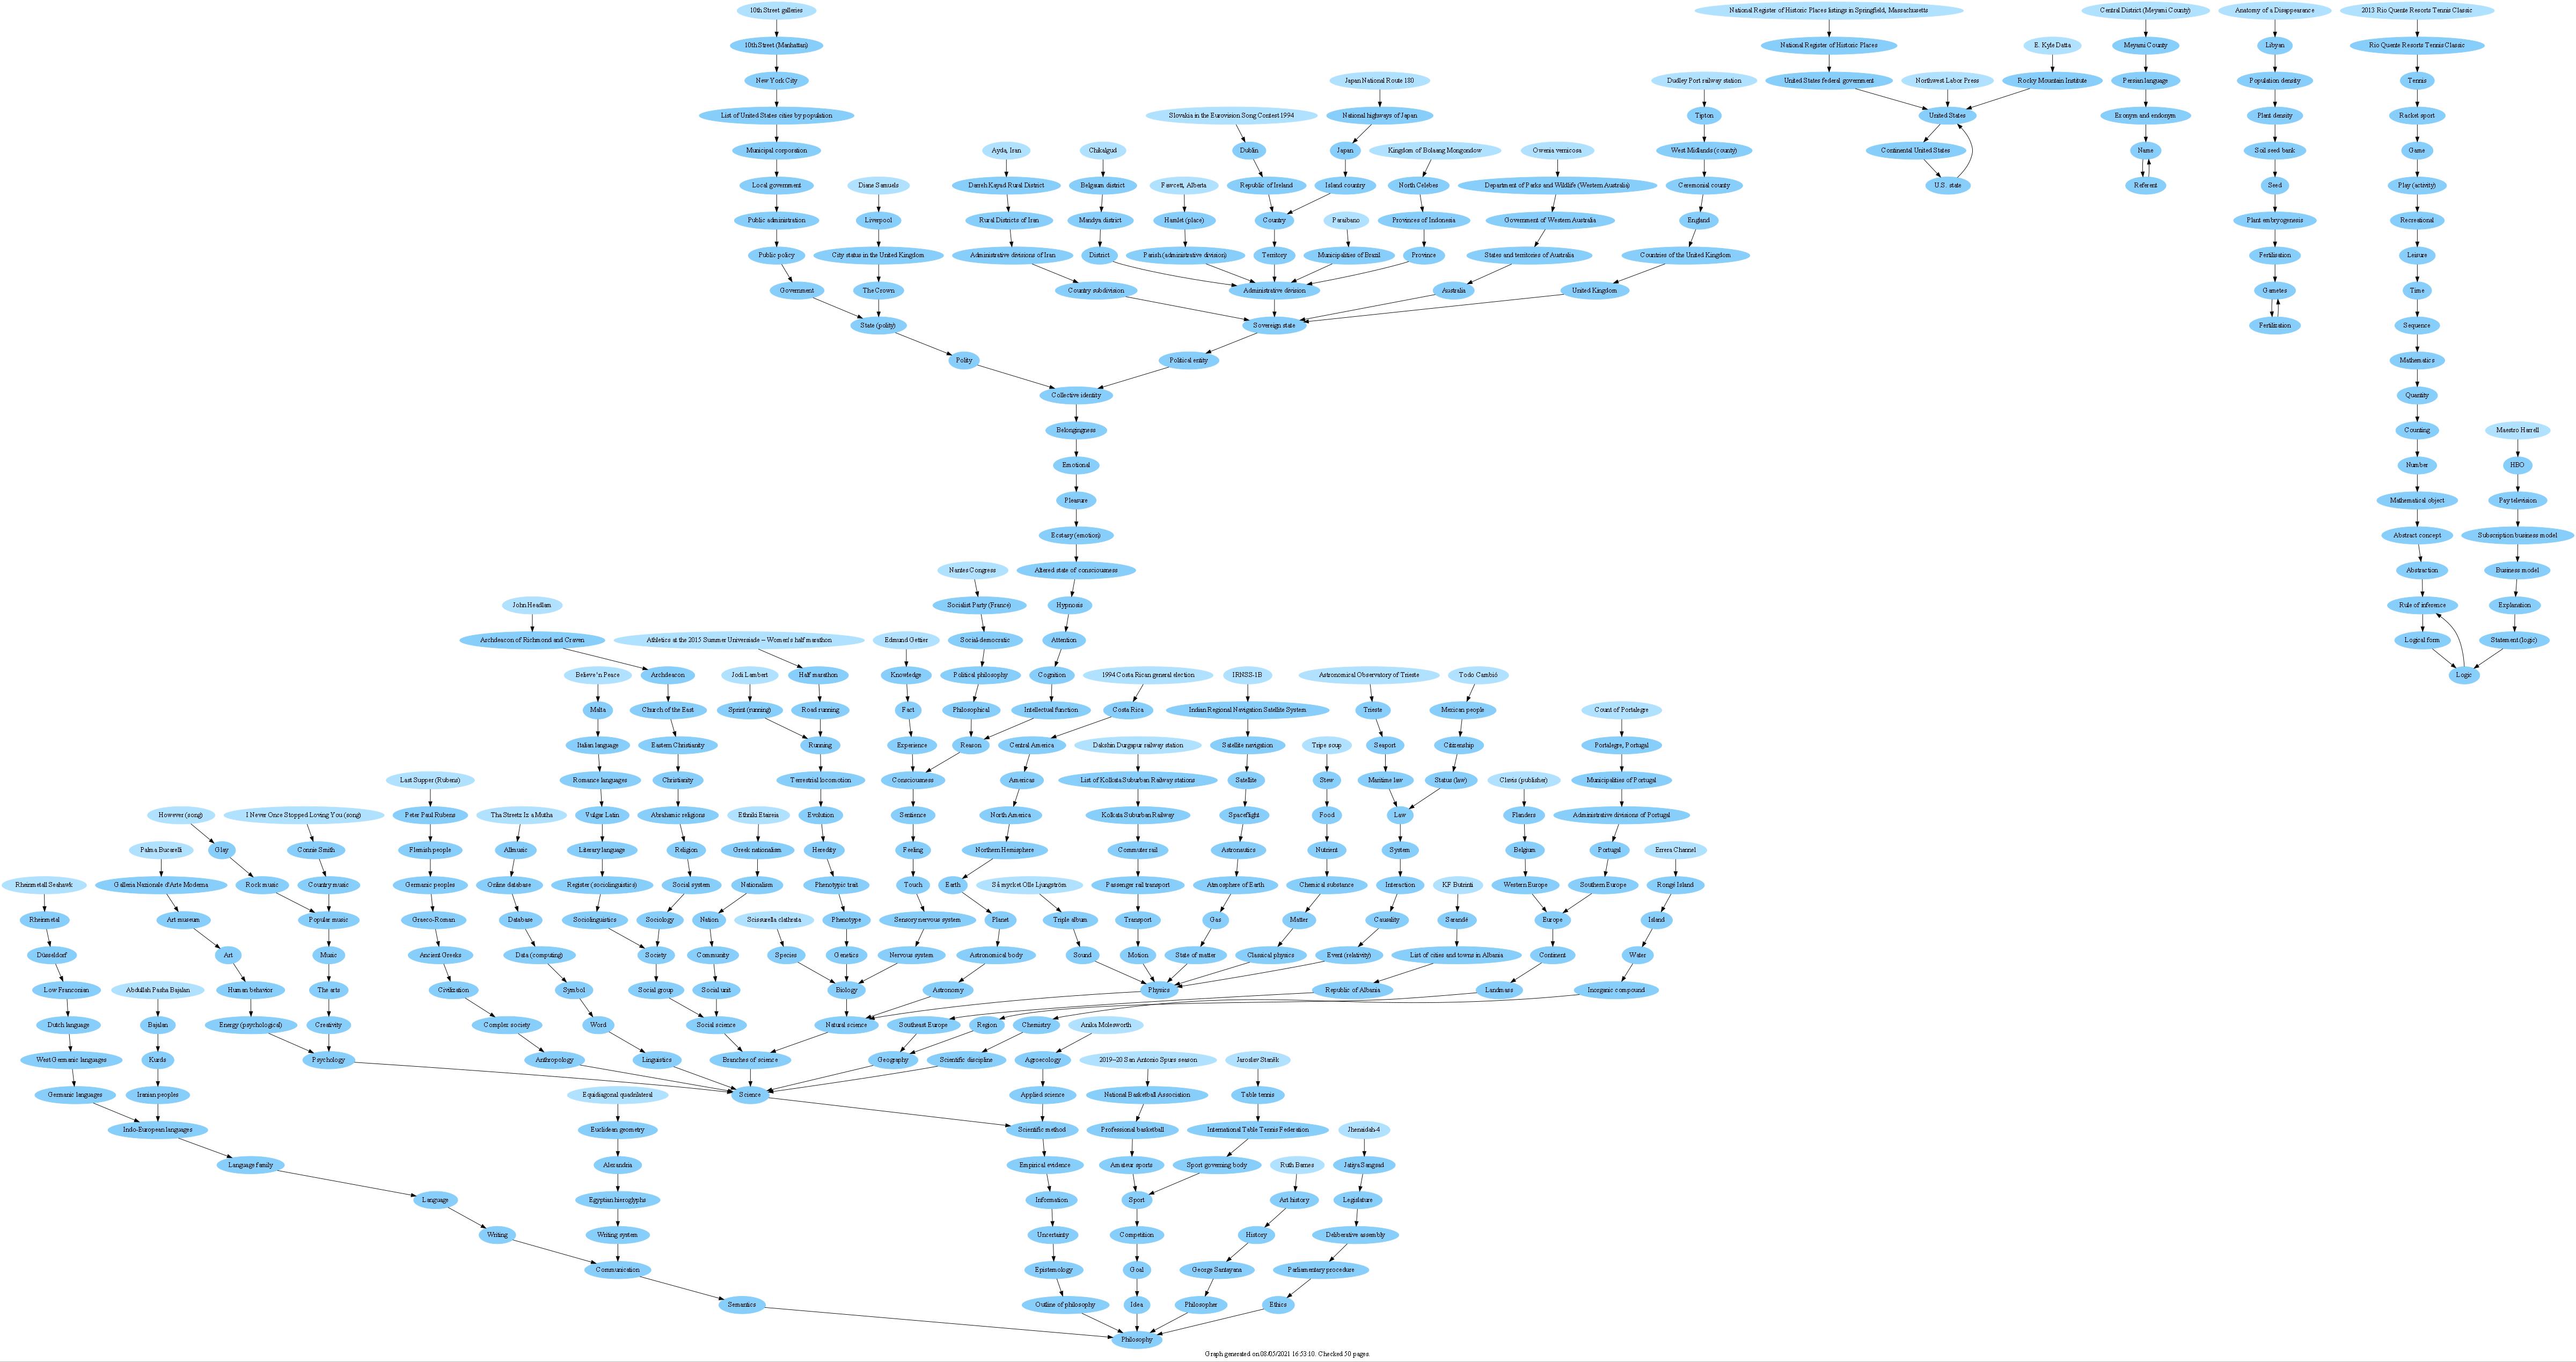 10th Street galleries
National Register of Historic Places listings in Springfield, Massachusetts
Central District (Meyami County)
Anatomy of a Disappearance
2013 Rio Quente Resorts Tennis Classic
10th Street (Manhattan)
National Register of Historic Places
E. Kyle Datta
Meyami County
Libyan
Rio Quente Resorts Tennis Classic
New York City
Japan National Route 180
Dudley Port railway station
United States federal government
Northwest Labor Press
Rocky Mountain Institute
Persian language
Population density
Tennis
List of United States cities by population
Slovakia in the Eurovision Song Contest 1994
National highways of Japan
Tipton
United States
Exonym and endonym
Plant density
Racket sport
Municipal corporation
Ayda, Iran
Chikalgud
Dublin
Japan
Kingdom of Bolaang Mongondow
Owenia vernicosa
West Midlands (county)
Continental United States
Name
Soil seed bank
Game
Local government
Diane Samuels
Darreh Kayad Rural District
Belgaum district
Fawcett, Alberta
Republic of Ireland
Island country
North Celebes
Department of Parks and Wildlife (Western Australia)
Ceremonial county
U.S. state
Referent
Seed
Play (activity)
Public administration
Liverpool
Rural Districts of Iran
Mandya district
Hamlet (place)
Country
Paraibano
Provinces of Indonesia
Government of Western Australia
England
Plant embryogenesis
Recreational
Public policy
City status in the United Kingdom
Administrative divisions of Iran
District
Parish (administrative division)
Territory
Municipalities of Brazil
Province
States and territories of Australia
Countries of the United Kingdom
Fertilisation
Leisure
Government
The Crown
Country subdivision
Administrative division
Australia
United Kingdom
Gametes
Time
State (polity)
Sovereign state
Fertilization
Sequence
Polity
Political entity
Mathematics
Collective identity
Quantity
Belongingness
Counting
Maestro Harrell
Emotional
Number
HBO
Pleasure
Mathematical object
Pay television
Ecstasy (emotion)
Abstract concept
Subscription business model
Nantes Congress
Altered state of consciousness
Abstraction
Business model
John Headlam
Socialist Party (France)
Hypnosis
Rule of inference
Explanation
Archdeacon of Richmond and Craven
Athletics at the 2015 Summer Universiade – Women's half marathon
Edmund Gettier
Social-democratic
Attention
Logical form
Statement (logic)
Believe 'n Peace
Archdeacon
Jodi Lambert
Half marathon
Knowledge
Political philosophy
Cognition
1994 Costa Rican general election
IRNSS-1B
Astronomical Observatory of Trieste
Todo Cambió
Logic
Malta
Church of the East
Sprint (running)
Road running
Fact
Philosophical
Intellectual function
Costa Rica
Indian Regional Navigation Satellite System
Trieste
Mexican people
Count of Portalegre
Italian language
Eastern Christianity
Running
Experience
Reason
Central America
Dakshin Durgapur railway station
Satellite navigation
Tripe soup
Seaport
Citizenship
Portalegre, Portugal
Last Supper (Rubens)
Romance languages
Christianity
Terrestrial locomotion
Consciousness
Americas
List of Kolkata Suburban Railway stations
Satellite
Stew
Maritime law
Status (law)
Clavis (publisher)
Municipalities of Portugal
However (song)
I Never Once Stopped Loving You (song)
Peter Paul Rubens
Tha Streetz Iz a Mutha
Vulgar Latin
Abrahamic religions
Ethniki Etaireia
Evolution
Sentience
North America
Kolkata Suburban Railway
Spaceflight
Food
Law
Flanders
Administrative divisions of Portugal
Palma Bucarelli
Glay
Connie Smith
Flemish people
Allmusic
Literary language
Religion
Greek nationalism
Heredity
Feeling
Northern Hemisphere
Commuter rail
Astronautics
Nutrient
System
Belgium
Portugal
Errera Channel
Rheinmetall Seahawk
Galleria Nazionale d'Arte Moderna
Rock music
Country music
Germanic peoples
Online database
Register (sociolinguistics)
Social system
Nationalism
Phenotypic trait
Touch
Earth
Så mycket Olle Ljungström
Passenger rail transport
Atmosphere of Earth
Chemical substance
Interaction
KF Butrinti
Western Europe
Southern Europe
Rongé Island
Rheinmetal
Art museum
Popular music
Graeco-Roman
Database
Sociolinguistics
Sociology
Nation
Scissurella clathrata
Phenotype
Sensory nervous system
Planet
Triple album
Transport
Gas
Matter
Causality
Sarandë
Europe
Island
Düsseldorf
Art
Music
Ancient Greeks
Data (computing)
Society
Community
Species
Genetics
Nervous system
Astronomical body
Sound
Motion
State of matter
Classical physics
Event (relativity)
List of cities and towns in Albania
Continent
Water
Low Franconian
Abdullah Pasha Bajalan
Human behavior
The arts
Civilization
Symbol
Social group
Social unit
Biology
Astronomy
Physics
Republic of Albania
Landmass
Inorganic compound
Dutch language
Bajalan
Energy (psychological)
Creativity
Complex society
Word
Social science
Natural science
Southeast Europe
Region
Chemistry
Anika Molesworth
West Germanic languages
Kurds
Psychology
Anthropology
Linguistics
Branches of science
Geography
Scientific discipline
Agroecology
2019–20 San Antonio Spurs season
Jaroslav Staněk
Germanic languages
Iranian peoples
Equidiagonal quadrilateral
Science
Applied science
National Basketball Association
Table tennis
Indo-European languages
Euclidean geometry
Scientific method
Professional basketball
International Table Tennis Federation
Jhenaidah-4
Language family
Alexandria
Empirical evidence
Amateur sports
Sport governing body
Ruth Barnes
Jatiya Sangsad
Language
Egyptian hieroglyphs
Information
Sport
Art history
Legislature
Writing
Writing system
Uncertainty
Competition
History
Deliberative assembly
Communication
Epistemology
Goal
George Santayana
Parliamentary procedure
Semantics
Outline of philosophy
Idea
Philosopher
Ethics
Philosophy
Graph generated on 08/05/2021 16:53:10. Checked 50 pages.